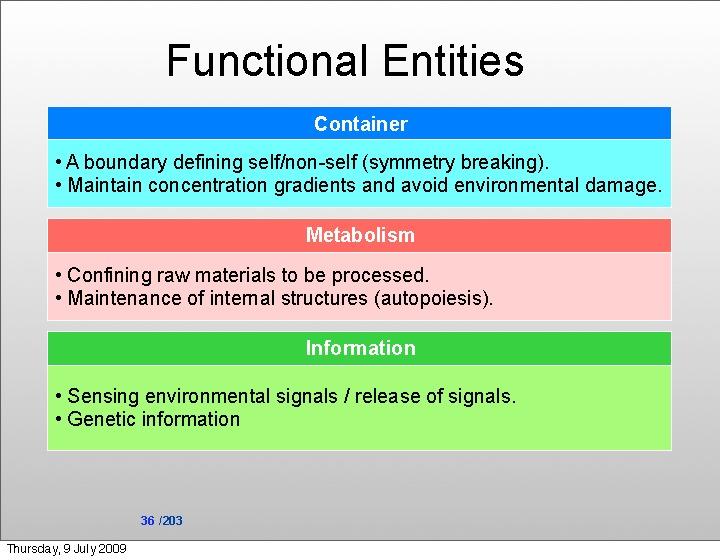 Functional Entities
Container
• A boundary defining self/non-self (symmetry breaking).
• Maintain concentration gradients and avoid environmental damage.
Metabolism
• Confining raw materials to be processed.
• Maintenance of internal structures (autopoiesis).
Information
• Sensing environmental signals / release of signals.
• Genetic information
36 /203
Thursday, 9 July 2009